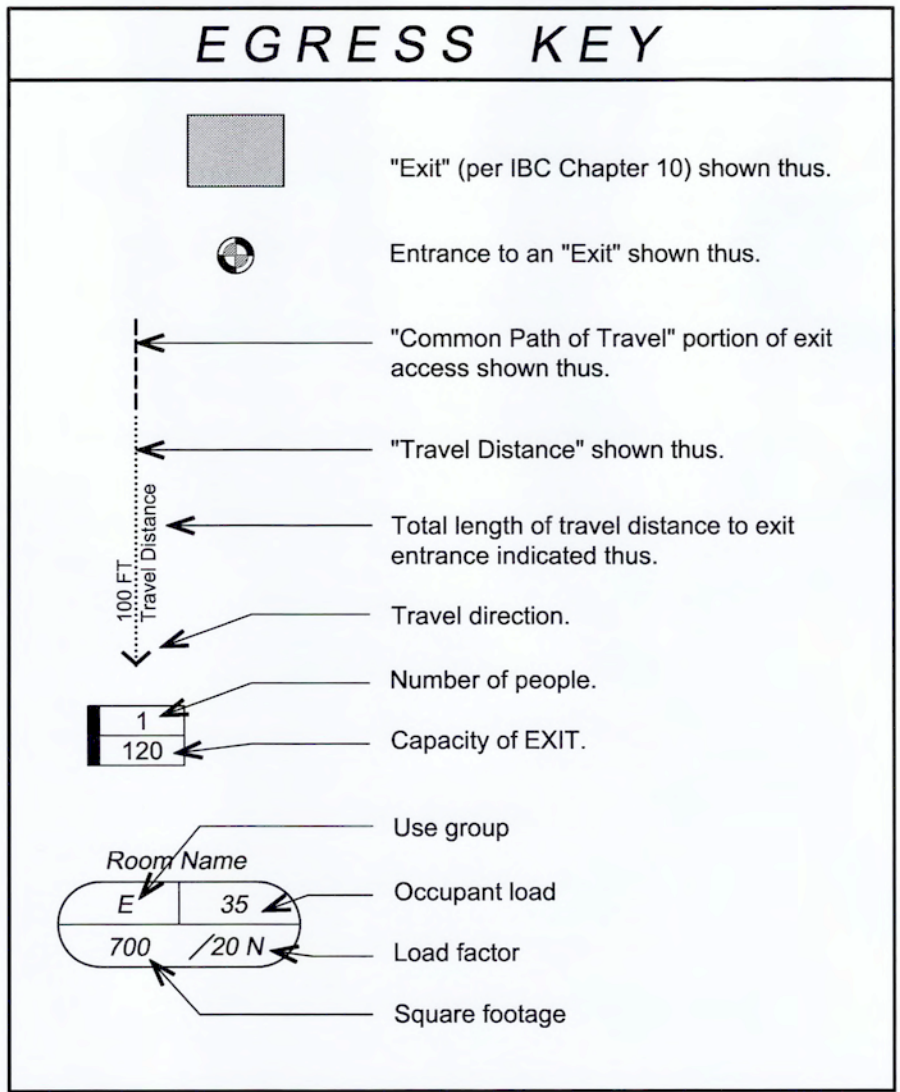 EGRESS KEY
"Exit" (per IBC Chapter 10) shown thus.
Entrance to an "Exit" shown thus.
"Common Path of Travel" portion of exit
access shown thus.
"Travel Distance" shown thus.
100 FT
Travel Distance
Total length of travel distance to exit
entrance indicated thus.
Travel direction.
1
Number of people.
120
Capacity of EXIT.
Use group
Room Name
E
35
Occupant load
700
/20 N
Load factor
Square footage